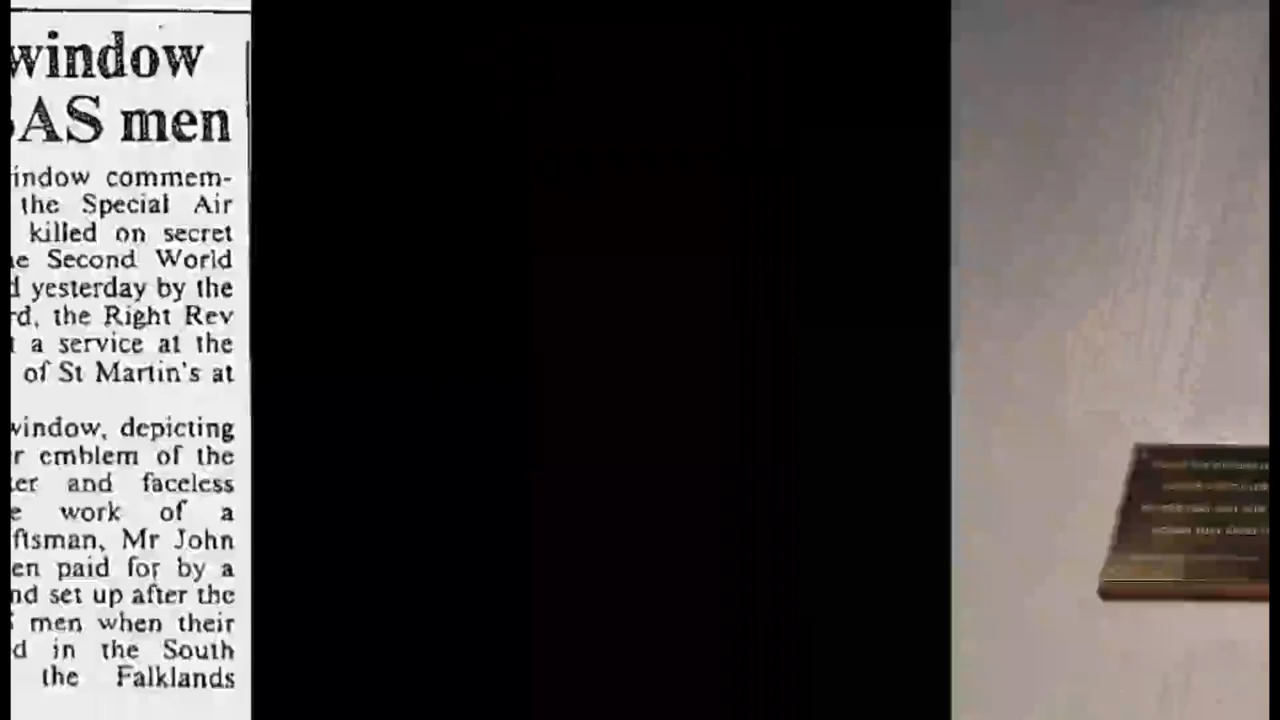 window
SAS men
indow commem-
the Special Air
killed on secret
e Second World
d yesterday by the
rd, the Right Rev
t a service at the
of St Martin's at
window, depicting
r emblem of the
er and faceless
e work of a
ftsman, Mr John
en paid for by a
nd set up after the
men when their
d in the South
the Falklands